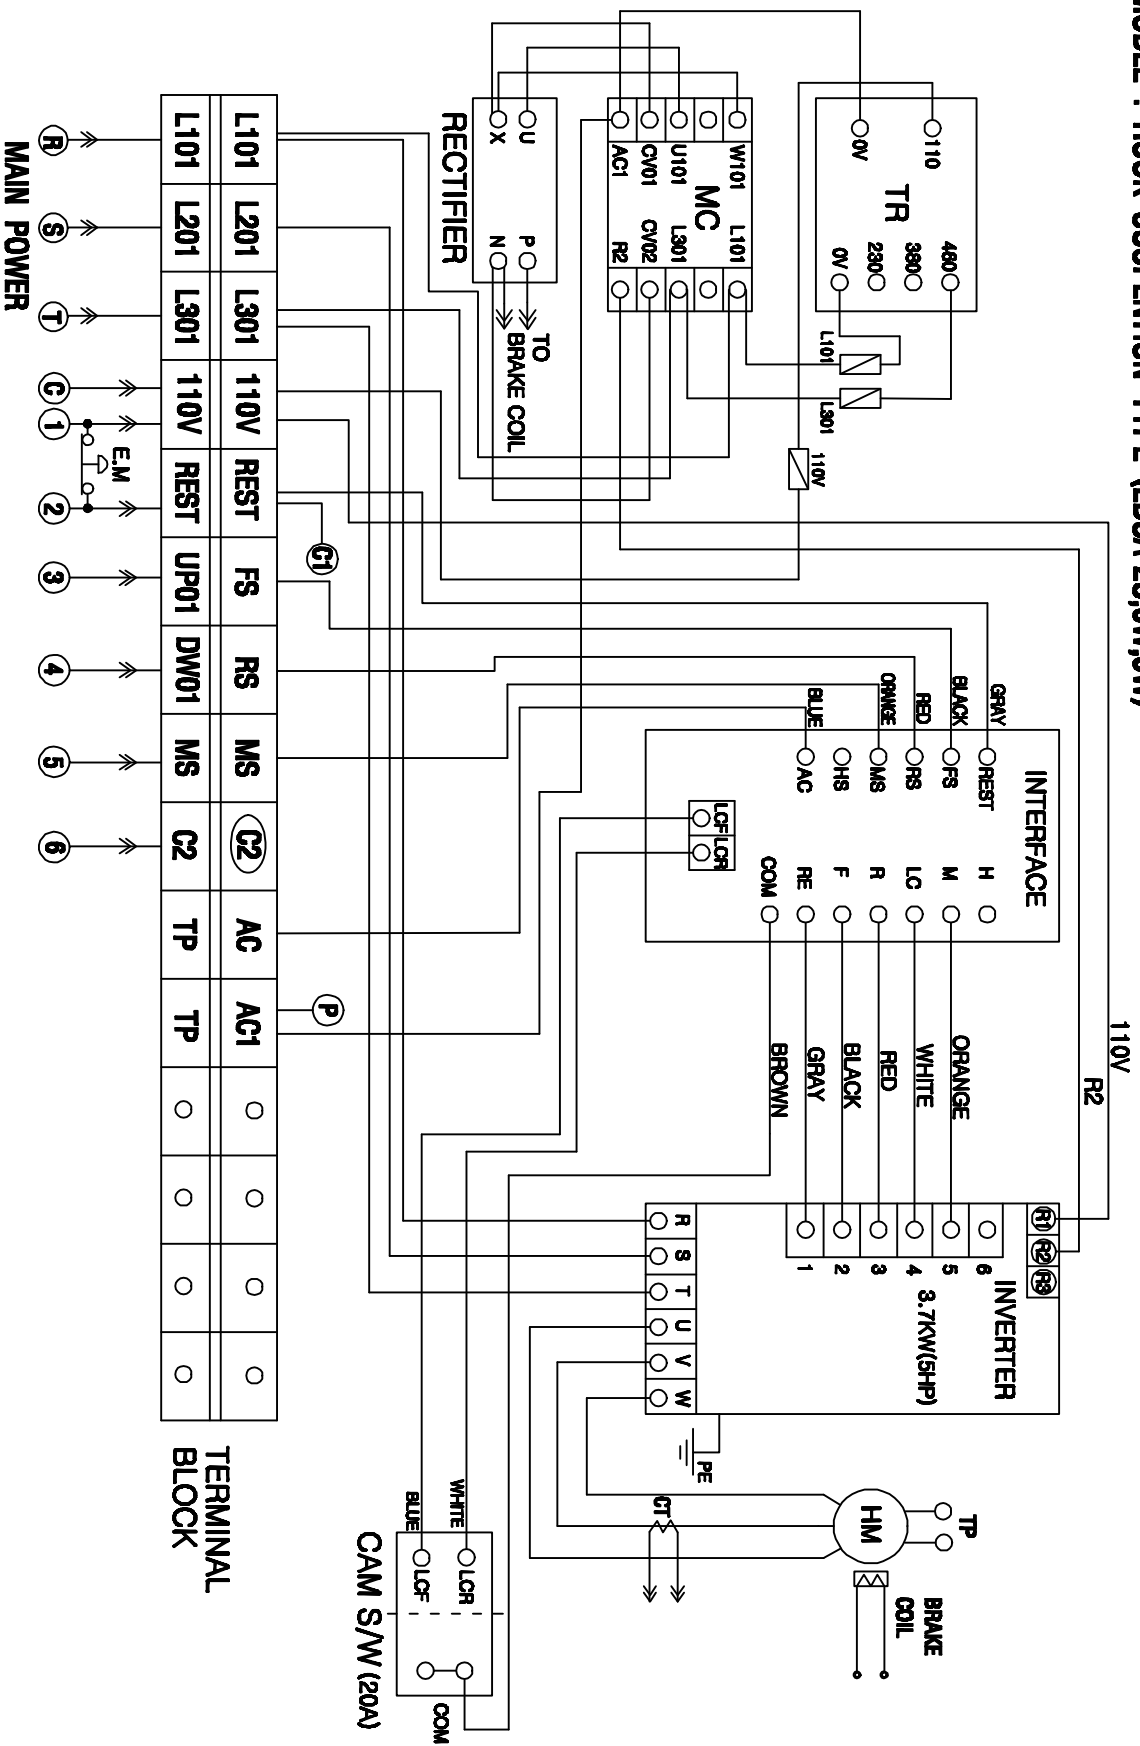 110V
R2
110
0V
TR
460
380
230
0V
L101
L301
110V
W101
U101
CV01
AC1
MC
L101
L301
CV02
R2
U
X
P
N
RECTIFIER
TO
BRAKE COIL
GRAY
BLACK
RED
ORANGE
BLUE
INTERFACE
REST
FS
RS
MS
HS
AC
H
M
LC
R
F
RE
COM
LCF
LCR
ORANGE
WHITE
RED
BLACK
GRAY
BROWN
R1
R2
R3
INVERTER
3.7KW(5HP)
6
5
4
3
2
1
R
S
T
U
V
W
PE
CT
HM
TP
BRAKE
COIL
L101
L201
L301
110V
REST
FS
RS
MS
C2
AC
AC1
C1
P
L101
L201
L301
110V
REST
UP01
DW01
MS
C2
TP
TP
TERMINAL
BLOCK
R
S
T
C
1
2
3
4
5
6
E.M
MAIN POWER
WHITE
BLUE
LCR
LCF
COM
CAM S/W (20A)